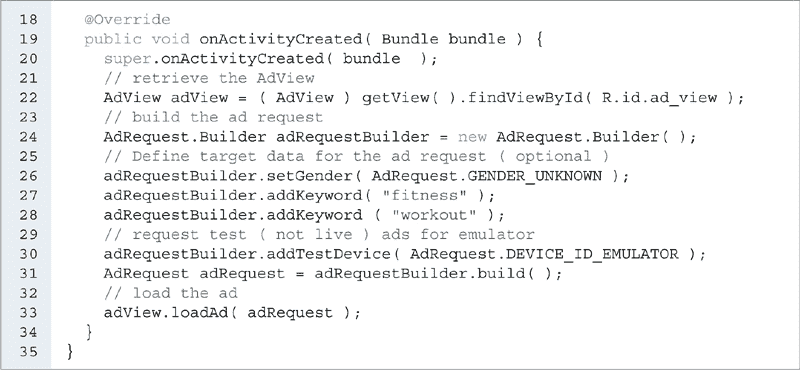 18 @Override
19 public void onActivityCreated( Bundle bundle ) {
20 super.onActivityCreated( bundle  );
21 // retrieve the AdView
22 AdView adView = ( AdView ) getView( ).findViewById( R.id.ad_view );
23 // build the ad request
24 AdRequest.Builder adRequestBuilder = new AdRequest.Builder( );
25 // Define target data for the ad request ( optional )
26 adRequestBuilder.setGender( AdRequest.GENDER_UNKNOWN );
27 adRequestBuilder.addKeyword( "fitness" );
28 adRequestBuilder.addKeyword ( "workout" );
29 // request test ( not live ) ads for emulator
30 adRequestBuilder.addTestDevice( AdRequest.DEVICE_ID_EMULATOR );
31 AdRequest adRequest = adRequestBuilder.build( );
32 // load the ad
33 adView.loadAd( adRequest );
34 }
35 }